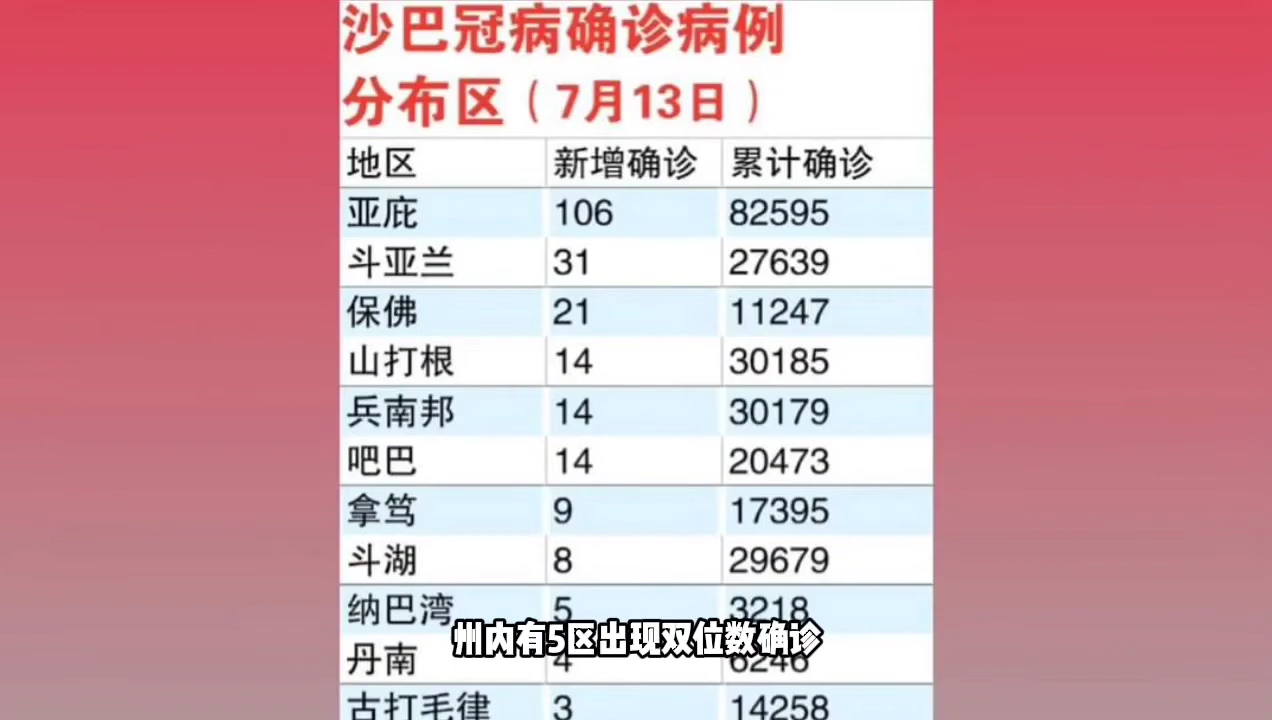 沙巴冠病确诊病例
分布区（7月13日）
地区 新增确诊 累计确诊
亚庇 106 82595
斗亚兰 31 27639
保佛 21 11247
山打根 14 30185
兵南邦 14 30179
吧巴 14 20473
拿笃 9 17395
斗湖 8 29679
纳巴湾 5 3218
州内有5区出现双位数确诊
丹南 4 6246
古打毛律 3 14258